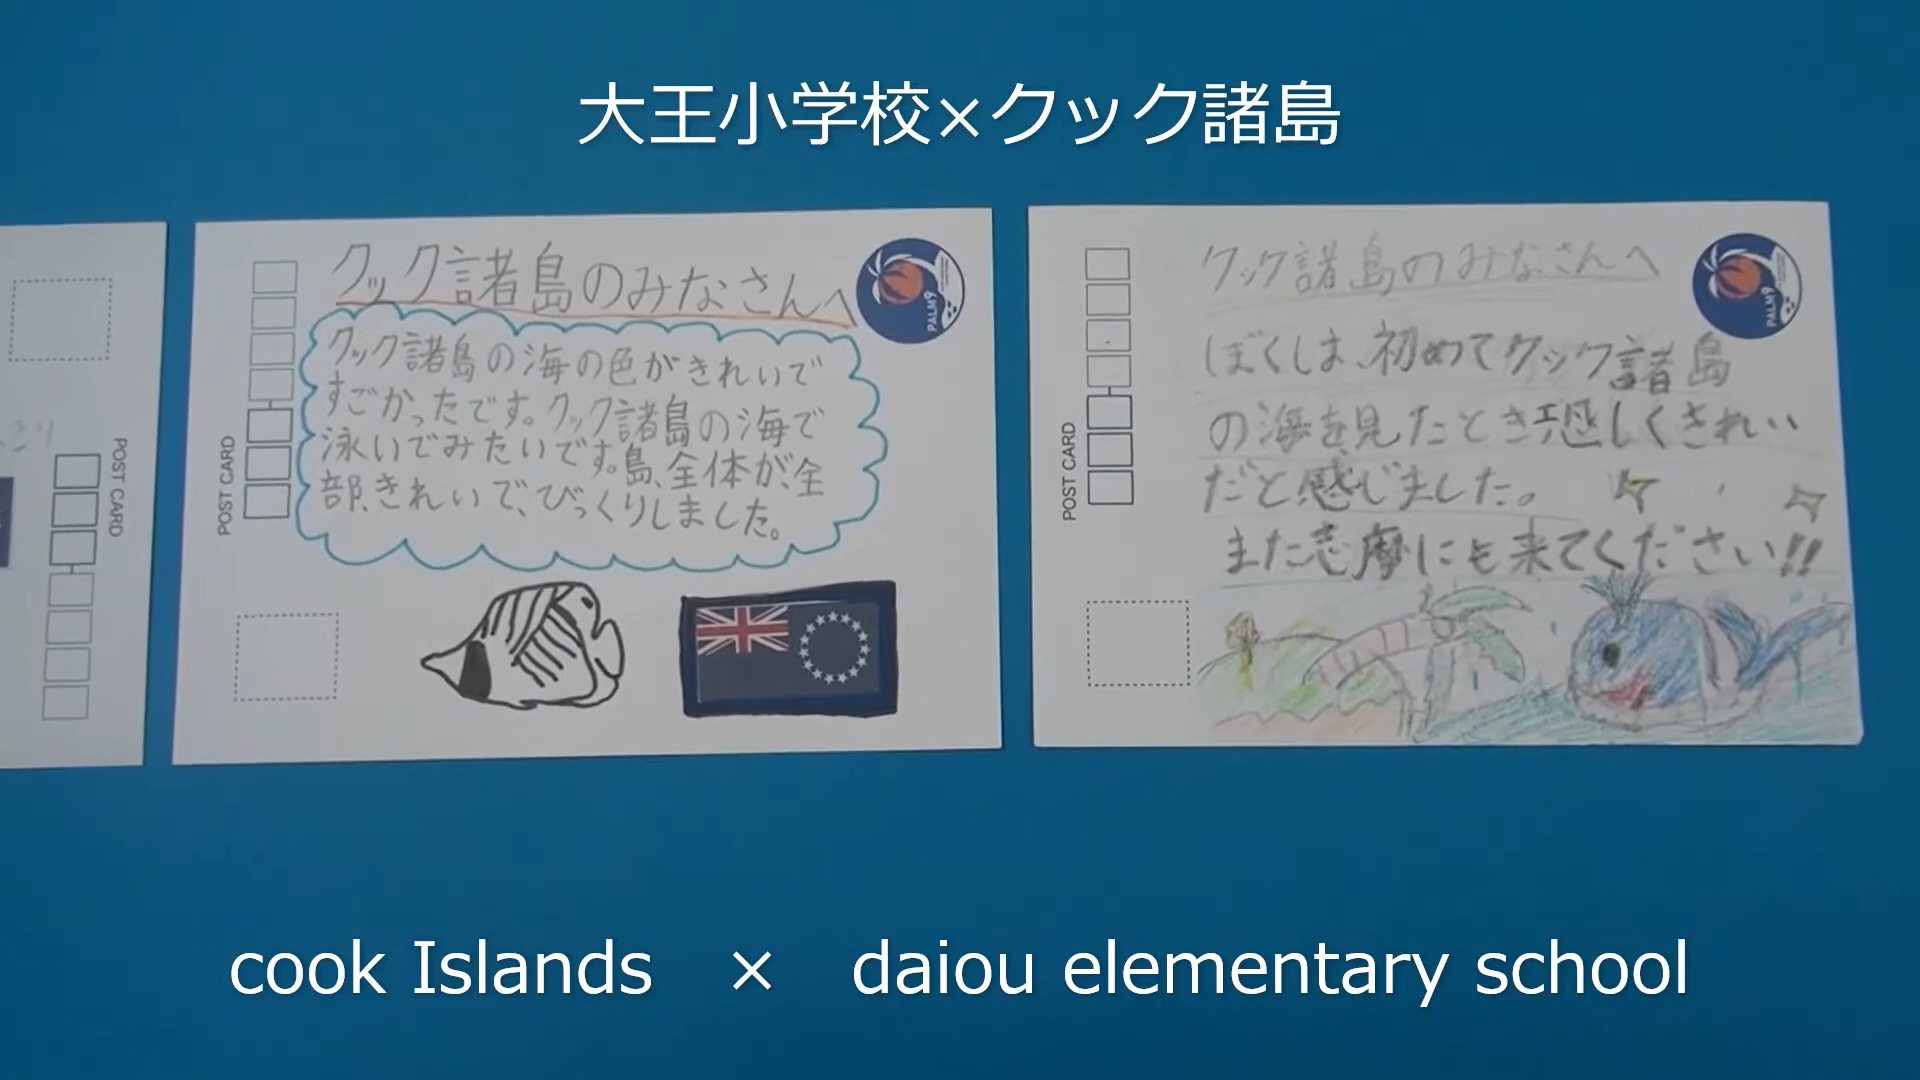 大王小学校×クック諸島
POST CARD
POST CARD
クック諸島のみなさんへ
PALM9
クック諸島の海の色がきれいで
すごかったです。クック諸島の海で
泳いでみたいです。島、全体が、全
部、きれいで、びっくりしました。
POST CARD
クック諸島のみなさんへ
PALM9
ぼくしは、初めてクック諸島
の海を見たとき恐しくきれい
だと感じました。
また志摩にも来てください!!
cook Islands × daiou elementary school